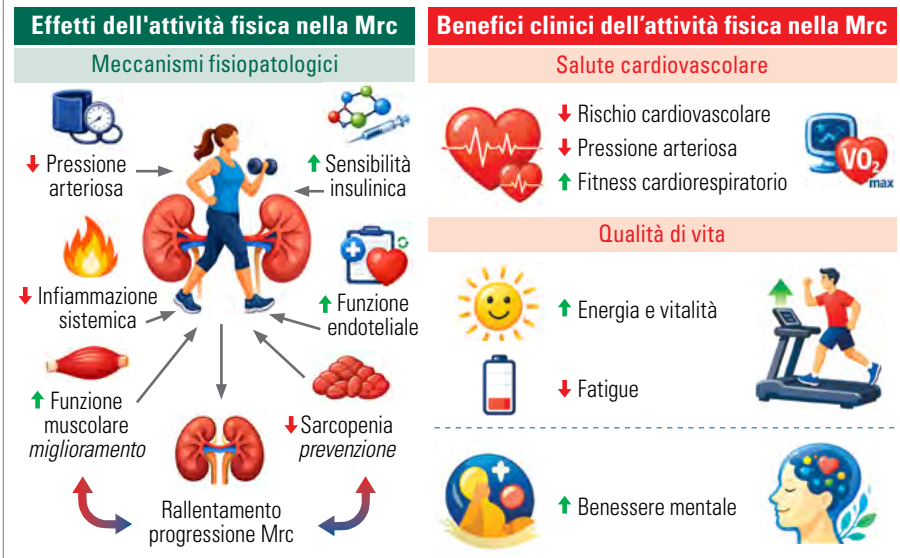 Effetti dell'attività fisica nella Mrc
Meccanismi fisiopatologici
Pressione
arteriosa
Sensibilità
insulinica
Infiammazione
sistemica
Funzione
endoteliale
Funzione
muscolare
miglioramento
Sarcopenia
prevenzione
Rallentamento
progressione Mrc
Benefici clinici dell’attività fisica nella Mrc
Salute cardiovascolare
Rischio cardiovascolare
Pressione arteriosa
Fitness cardiorespiratorio
VO2
max
Qualità di vita
Energia e vitalità
Fatigue
Benessere mentale